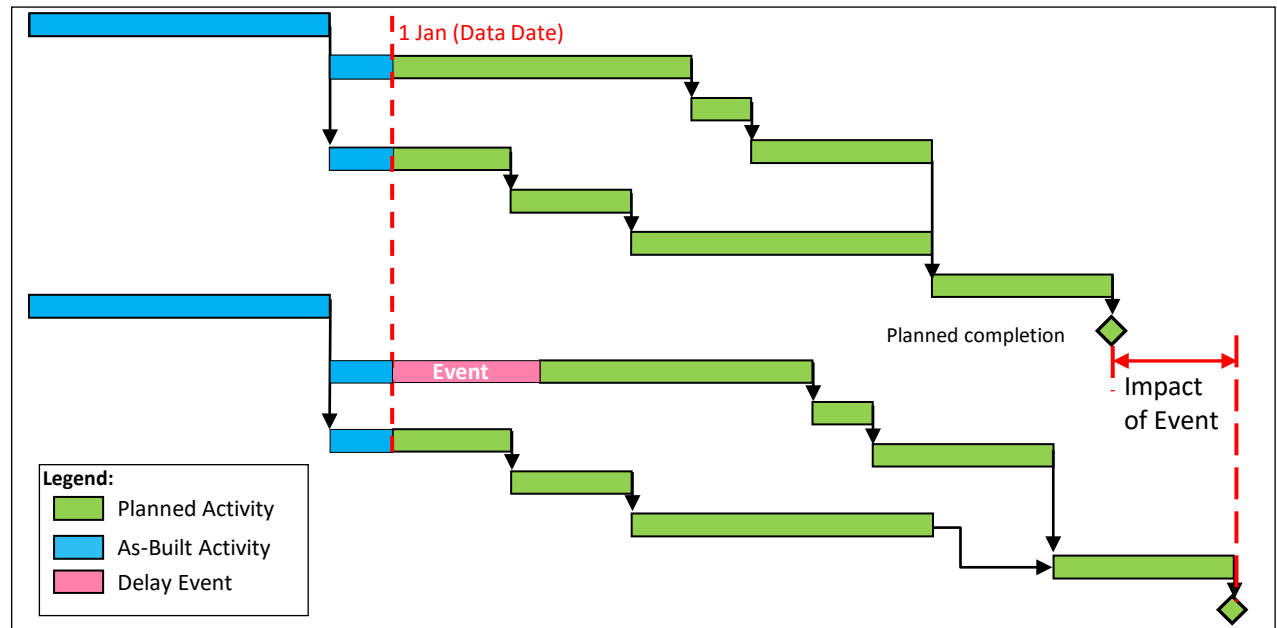 1 Jan (Data Date)
Planned completion
Event
Impact
of Event
Legend:
Planned Activity
As-Built Activity
Delay Event